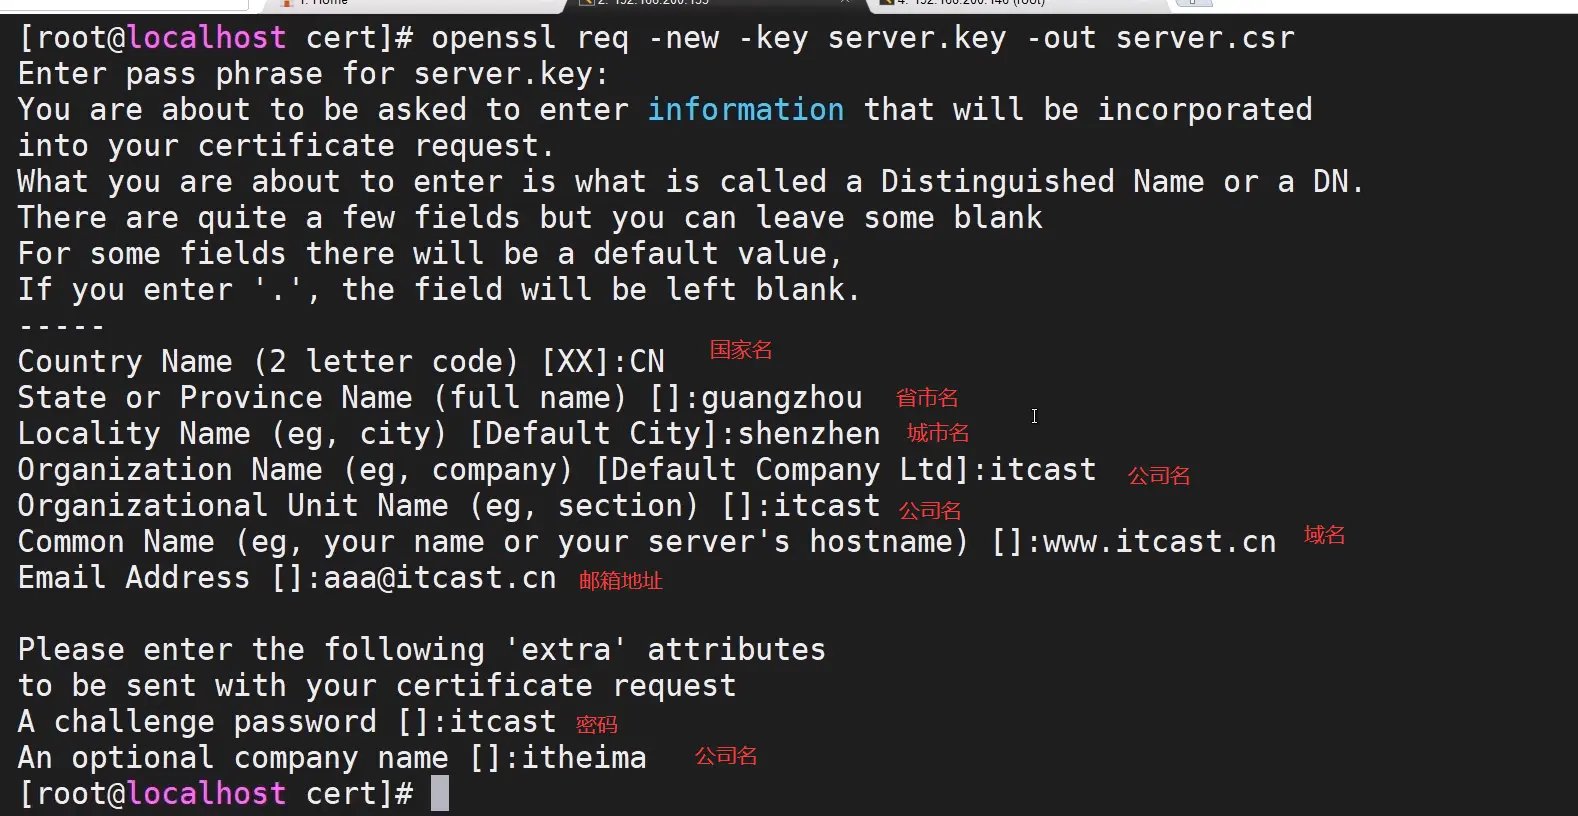 1. Home
2. 192.168.200.135
4. 192.168.200.146 (root)
[root@localhost cert]# openssl req -new -key server.key -out server.csr
Enter pass phrase for server.key:
You are about to be asked to enter information that will be incorporated
into your certificate request.
What you are about to enter is what is called a Distinguished Name or a DN.
There are quite a few fields but you can leave some blank
For some fields there will be a default value,
If you enter '.', the field will be left blank.
-----
Country Name (2 letter code) [XX]:CN 国家名
State or Province Name (full name) []:guangzhou 省市名
Locality Name (eg, city) [Default City]:shenzhen 城市名
Organization Name (eg, company) [Default Company Ltd]:itcast 公司名
Organizational Unit Name (eg, section) []:itcast 公司名
Common Name (eg, your name or your server's hostname) []:www.itcast.cn 域名
Email Address []:aaa@itcast.cn 邮箱地址
Please enter the following 'extra' attributes
to be sent with your certificate request
A challenge password []:itcast 密码
An optional company name []:itheima 公司名
[root@localhost cert]#